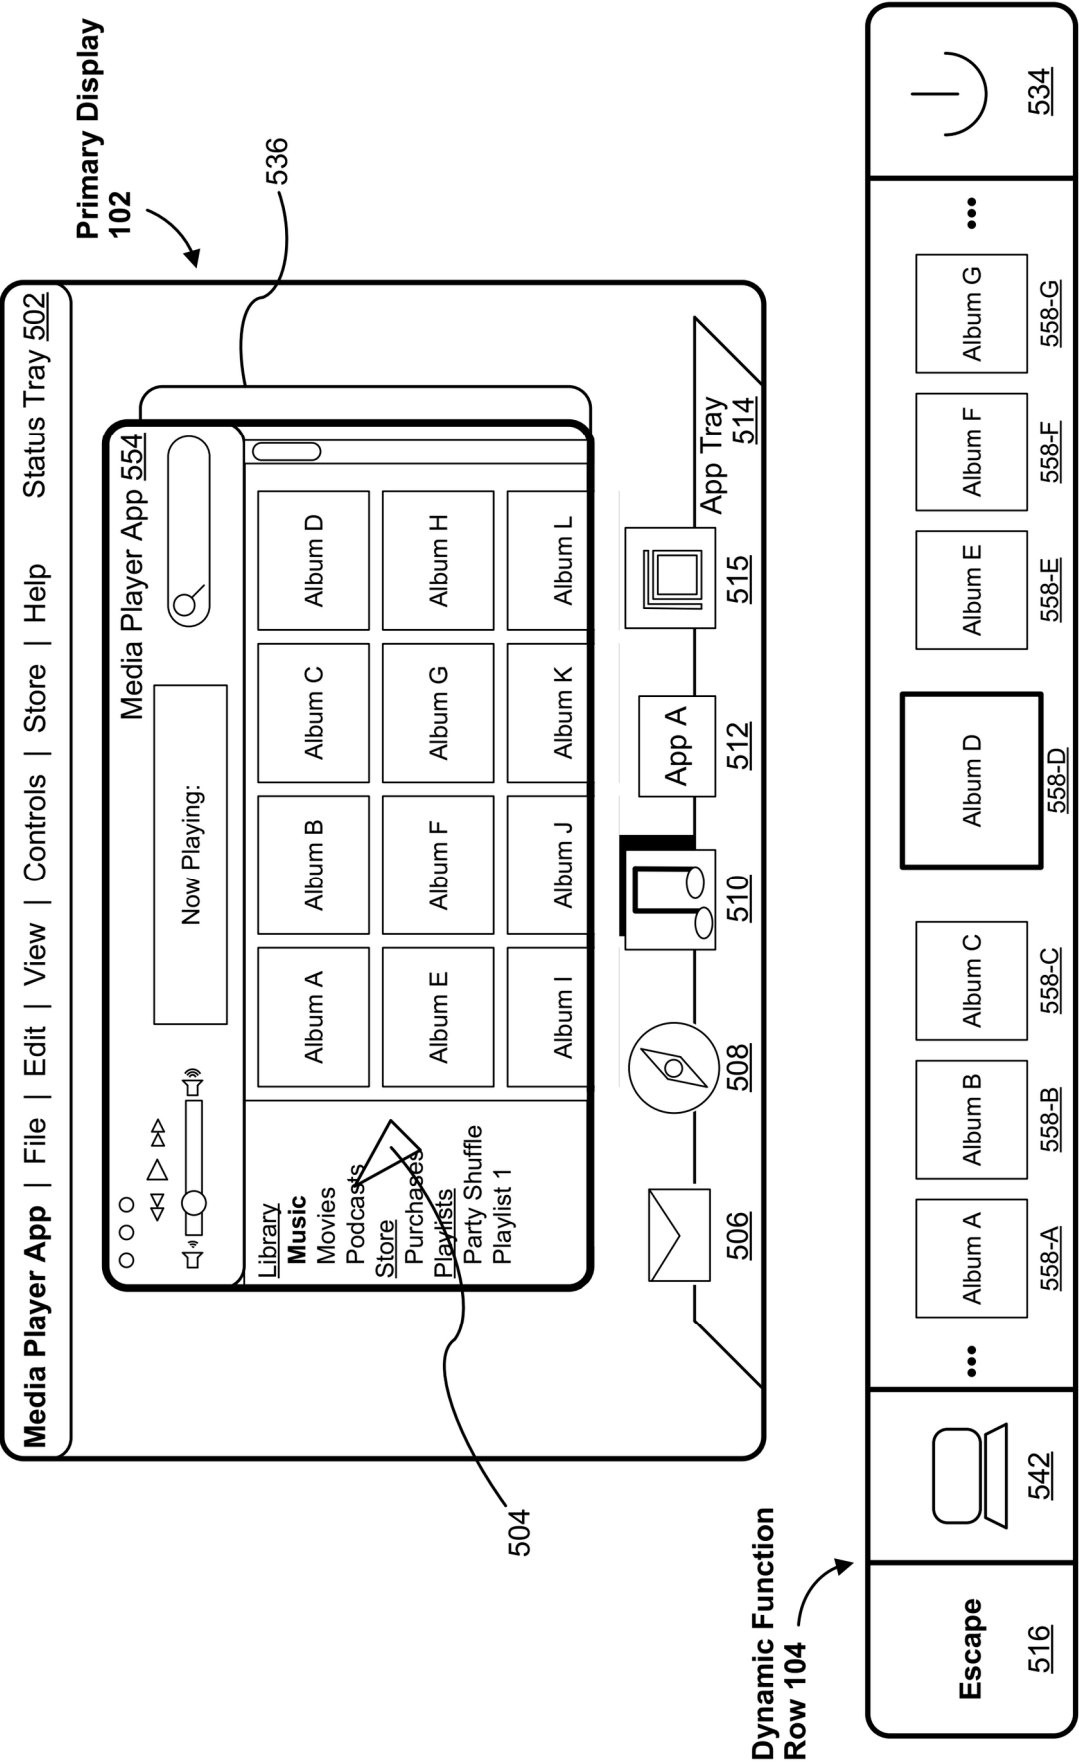 Primary Display
102
536
Media Player App | File | Edit | View | Controls | Store | Help Status Tray 502
Media Player App 554
Now Playing:
Library
Music
Movies
Podcasts
Store
Purchases
Playlists
Party Shuffle
Playlist 1
Album A
Album B
Album C
Album D
Album E
Album F
Album G
Album H
Album I
Album J
Album K
Album L
504
App A
App Tray
514
506
508
510
512
515
Dynamic Function
Row 104
Escape
516
542
•••
Album A
558-A
Album B
558-B
Album C
558-C
Album D
558-D
Album E
558-E
Album F
558-F
Album G
558-G
•••
534